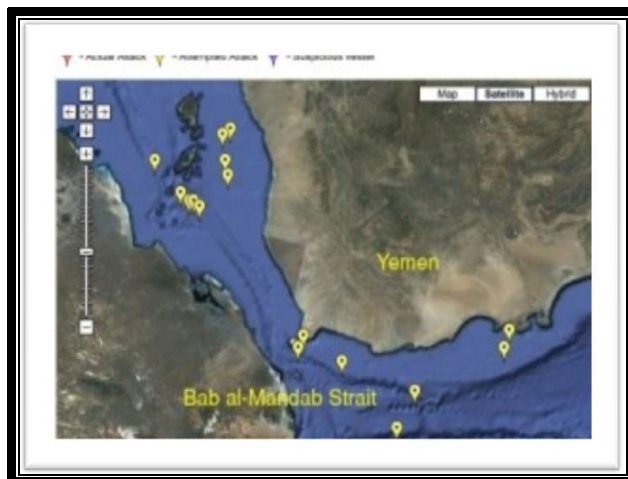 - Actual Attack - Attempted Attack - Suspicious Vessel
Map Satellite Hybrid
Yemen
Bab al-Mandab Strait